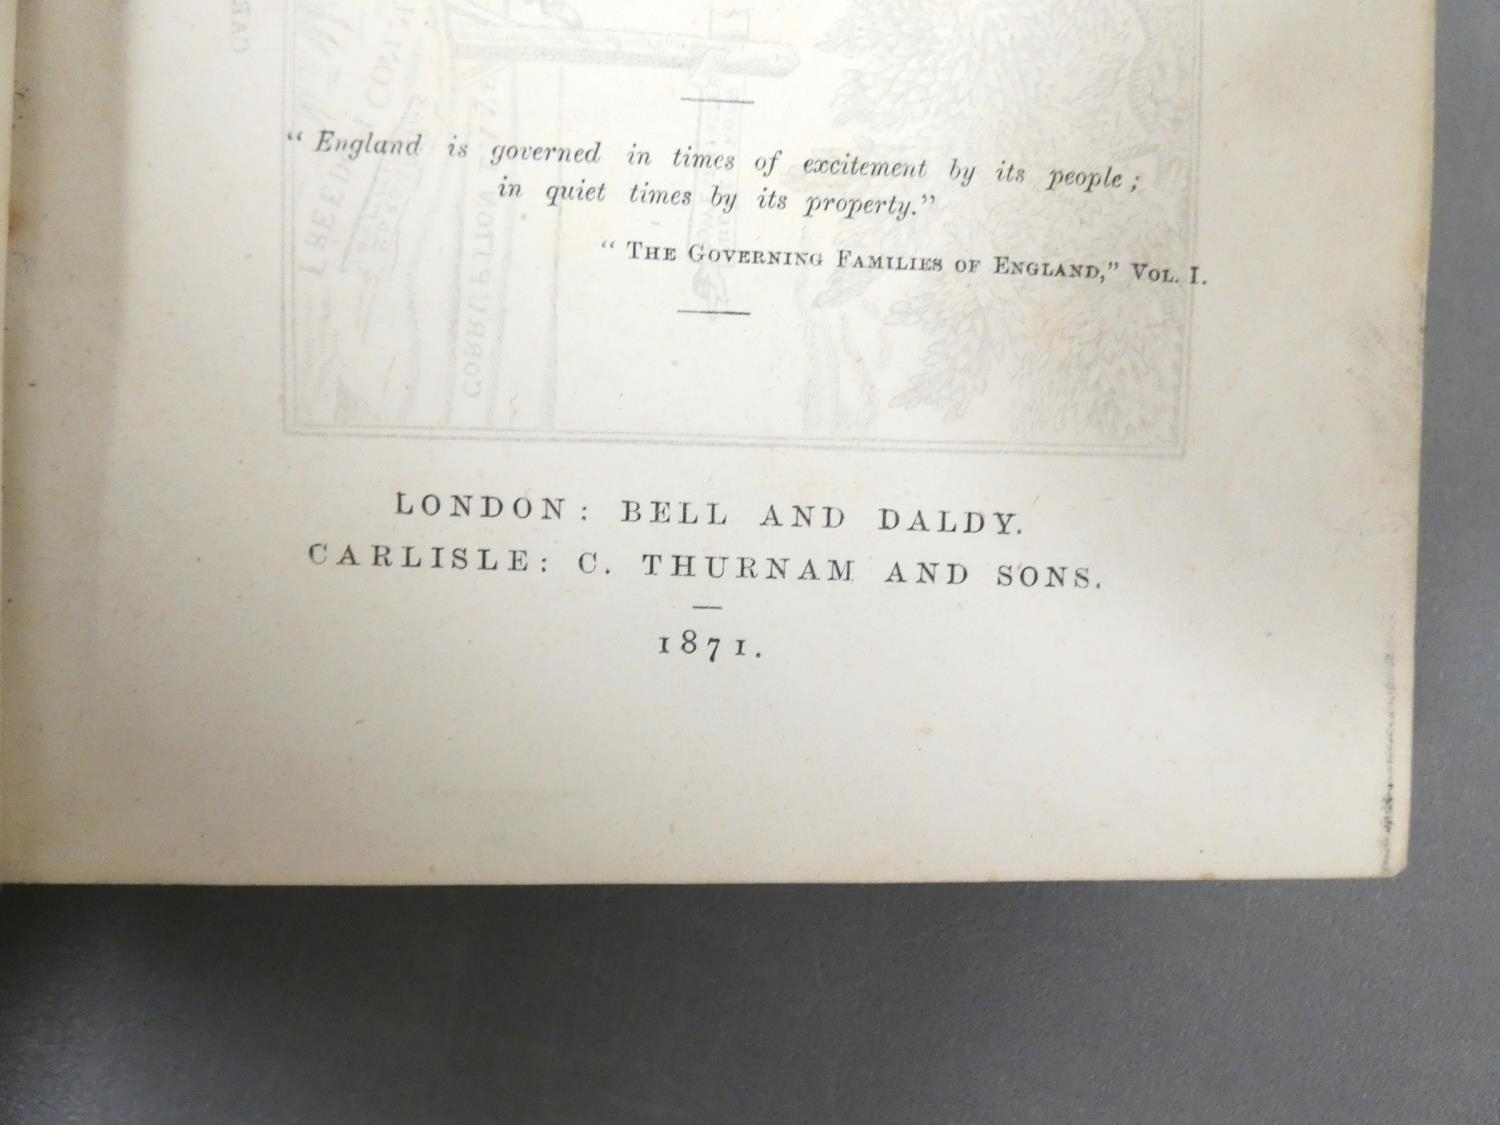 “ England is governed in times of excitement by its people ;
in quiet times by its property.”
“ THE GOVERNING FAMILIES OF ENGLAND,” VOL. I.
LONDON: BELL AND DALDY.
CARLISLE: C. THURNAM AND SONS.
1871.